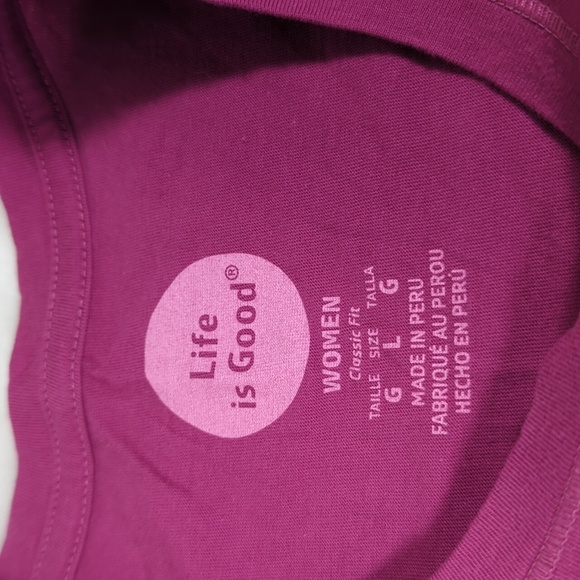 Life
is Good®
WOMEN
Classic Fit
TAILLE SIZE TALLA
G L G
MADE IN PERU
FABRIQUÉ AU PEROU
HECHO EN PERÚ